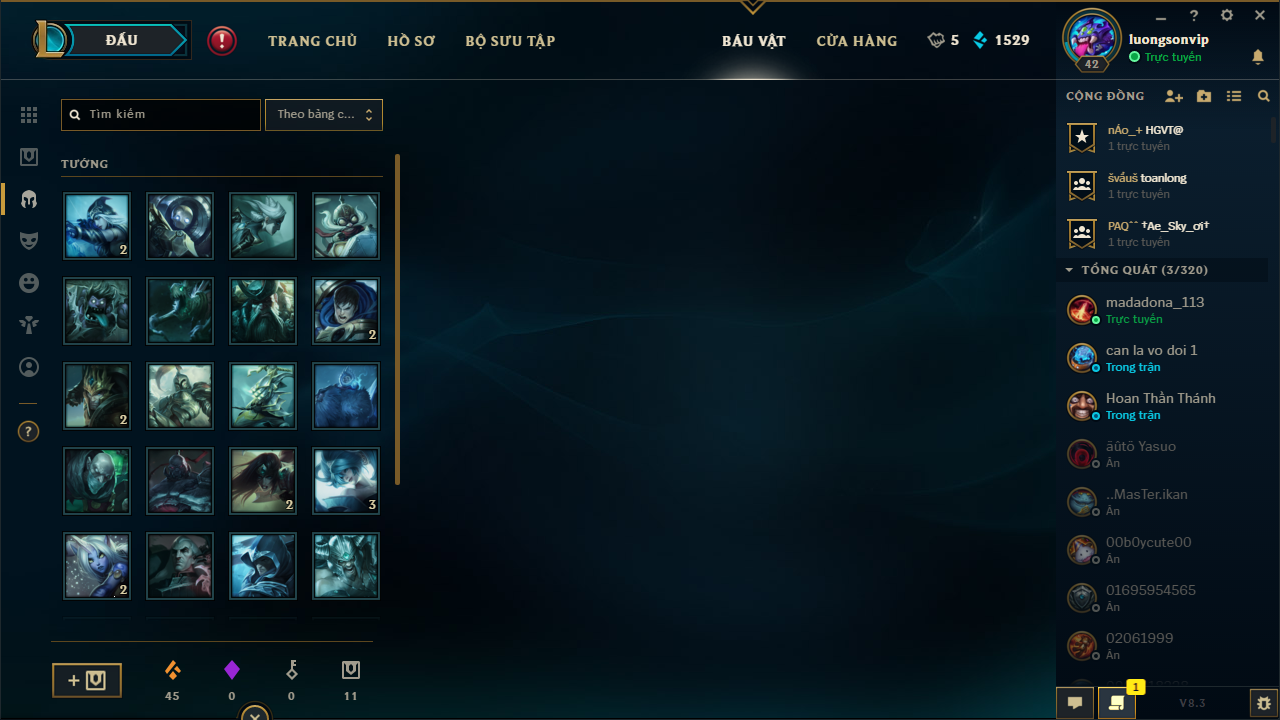 ĐẤU
TRANG CHỦ
HỒ SƠ
BỘ SƯU TẬP
BÁU VẬT
CỬA HÀNG
5
1529
42
luongsonvip
Trực tuyến
Tìm kiếm
Theo bảng c...
TƯỚNG
2
2
2
2
3
2
45
0
0
11
CỘNG ĐỒNG
nÁo_+ HGVT@
1 trực tuyến
švầuš toanlong
1 trực tuyến
PAQˆˆ †Ae_Sky_ơi†
1 trực tuyến
TỔNG QUÁT (3/320)
madadona_113
Trực tuyến
can la vo doi 1
Trong trận
Hoan Thần Thánh
Trong trận
äûtö Yasuo
Ẩn
..MasTer.ikan
Ẩn
00b0ycute00
Ẩn
01695954565
Ẩn
02061999
Ẩn
1
V8.3